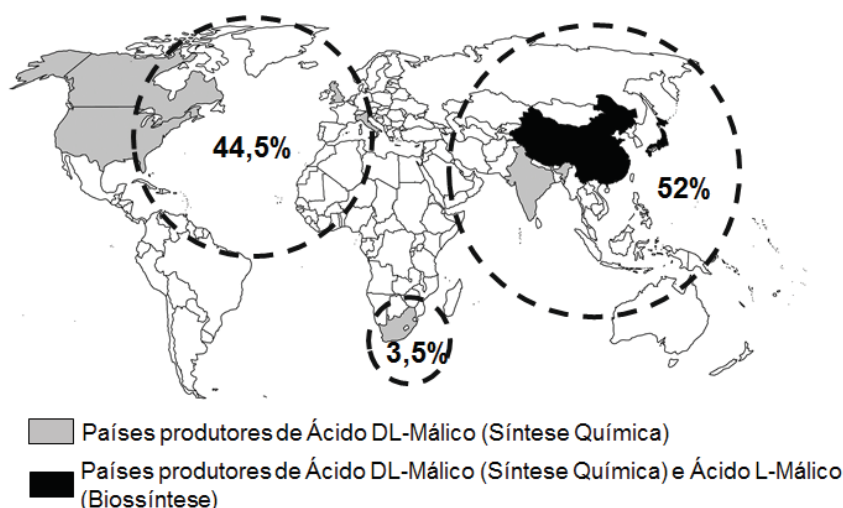 44,5%
52%
3,5%
Países produtores de Ácido DL-Málico (Síntese Química)
Países produtores de Ácido DL-Málico (Síntese Química) e Ácido L-Málico
(Biossíntese)